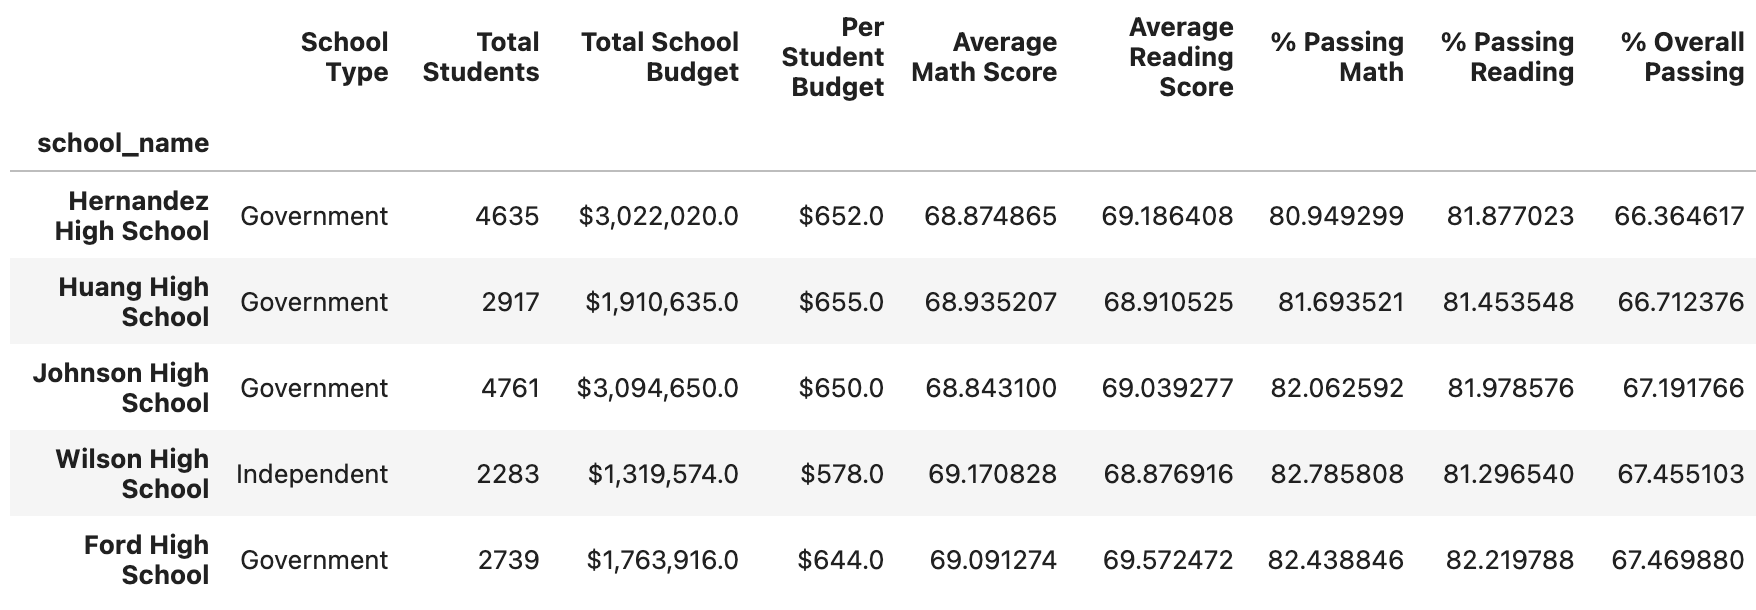 School Type Total Students Total School Budget Per Student Budget Average Math Score Average Reading Score % Passing Math % Passing Reading % Overall Passing
school_name
Hernandez High School Government 4635 $3,022,020.0 $652.0 68.874865 69.186408 80.949299 81.877023 66.364617
Huang High School Government 2917 $1,910,635.0 $655.0 68.935207 68.910525 81.693521 81.453548 66.712376
Johnson High School Government 4761 $3,094,650.0 $650.0 68.843100 69.039277 82.062592 81.978576 67.191766
Wilson High School Independent 2283 $1,319,574.0 $578.0 69.170828 68.876916 82.785808 81.296540 67.455103
Ford High School Government 2739 $1,763,916.0 $644.0 69.091274 69.572472 82.438846 82.219788 67.469880